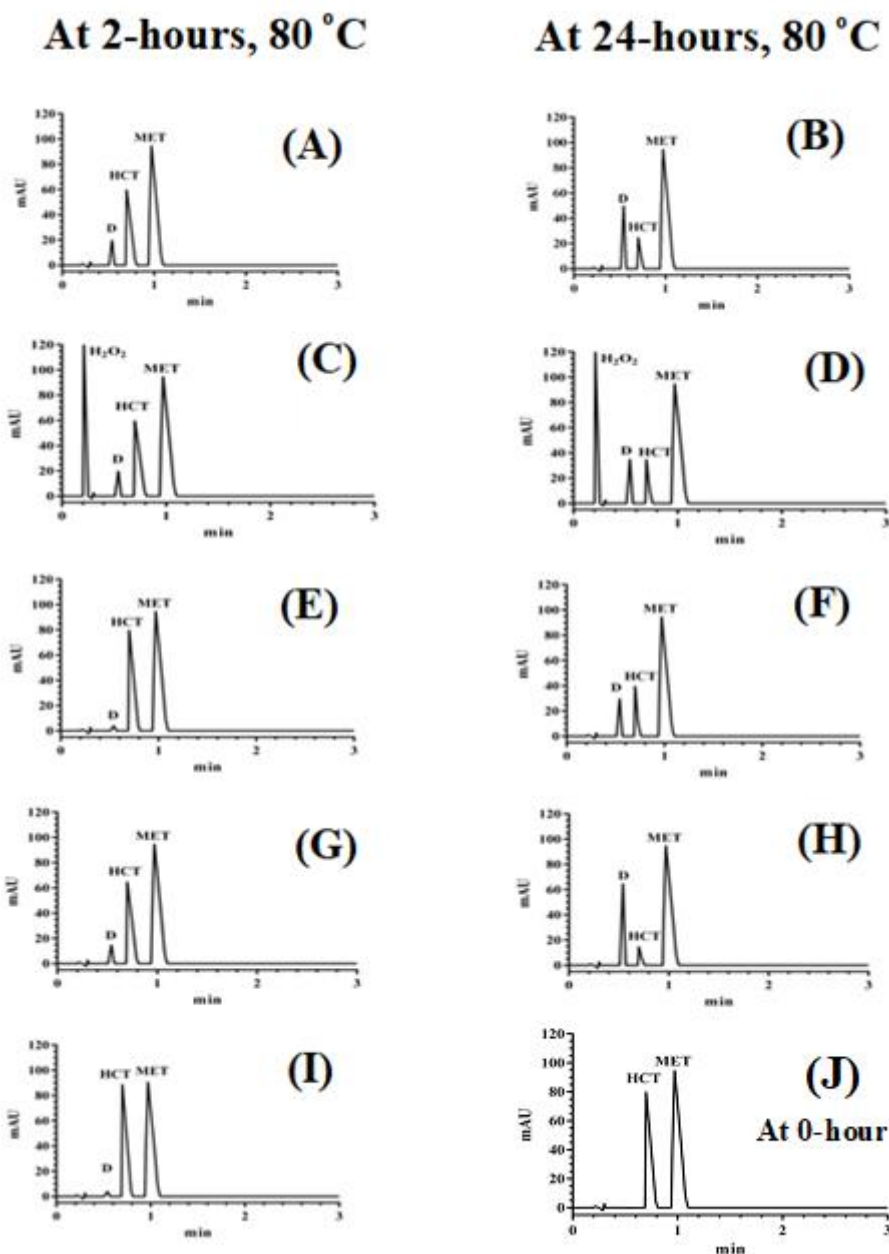 At 2-hours, 80 °C
At 24-hours, 80 °C
120
100
80
60
40
20
0
mAU
D
HCT
MET
(A)
0
1
2
3
min
120
100
80
60
40
20
0
mAU
D
HCT
MET
(B)
0
1
2
3
min
120
100
80
60
40
20
0
mAU
H₂O₂
D
HCT
MET
(C)
0
1
2
3
min
120
100
80
60
40
20
0
mAU
H₂O₂
D
HCT
MET
(D)
0
1
2
3
min
120
100
80
60
40
20
0
mAU
D
HCT
MET
(E)
0
1
2
3
min
120
100
80
60
40
20
0
mAU
D
HCT
MET
(F)
0
1
2
3
min
120
100
80
60
40
20
0
mAU
D
HCT
MET
(G)
0
1
2
3
min
120
100
80
60
40
20
0
mAU
D
HCT
MET
(H)
0
1
2
3
min
120
100
80
60
40
20
0
mAU
D
HCT
MET
(I)
0
1
2
3
min
120
100
80
60
40
20
0
mAU
HCT
MET
(J)
At 0-hour
0
1
2
3
min